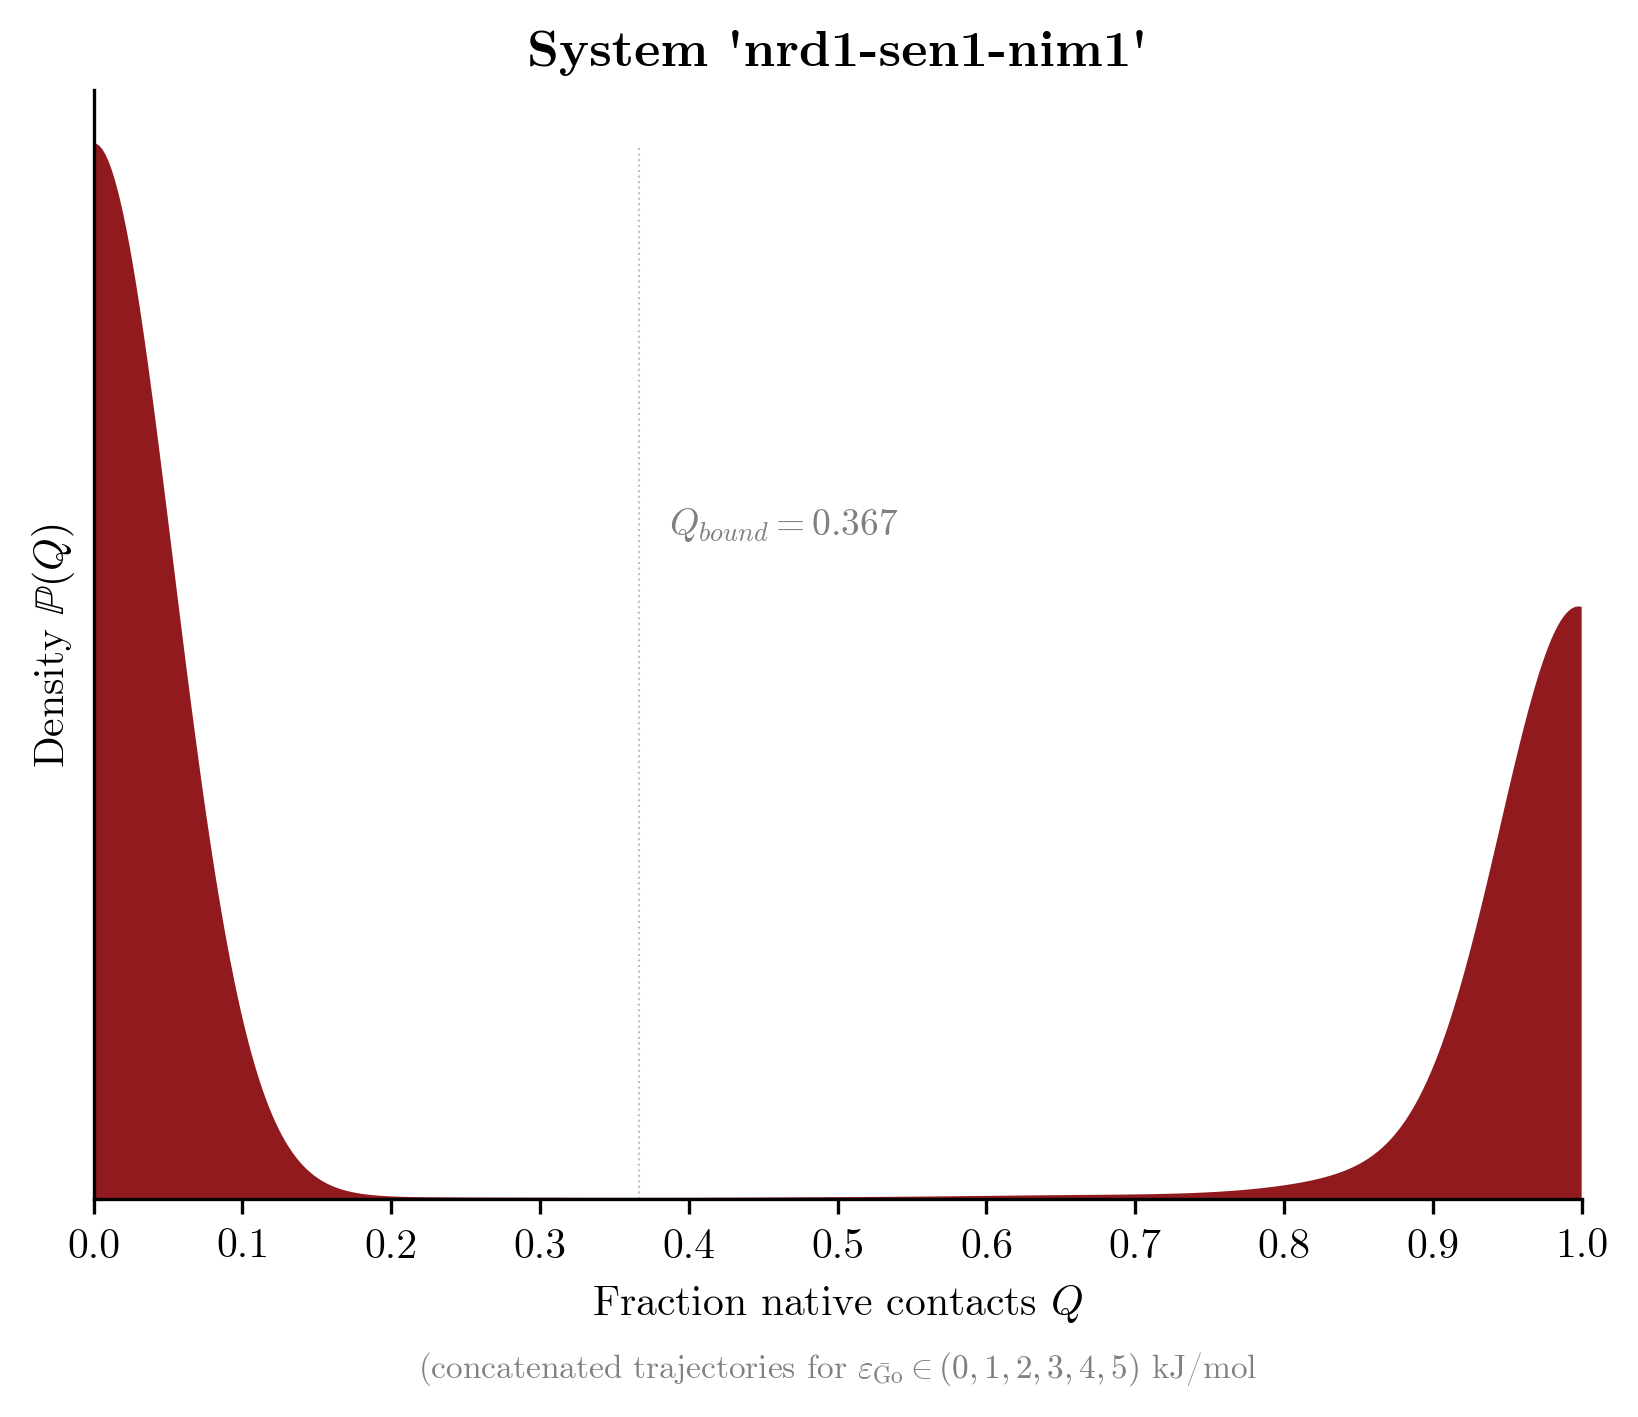 System 'nrd1-sen1-nim1'
Density ℙ(Q)
Q_bound = 0.367
0.0 0.1 0.2 0.3 0.4 0.5 0.6 0.7 0.8 0.9 1.0
Fraction native contacts Q
(concatenated trajectories for ε_Ḡo ∈ (0, 1, 2, 3, 4, 5) kJ/mol